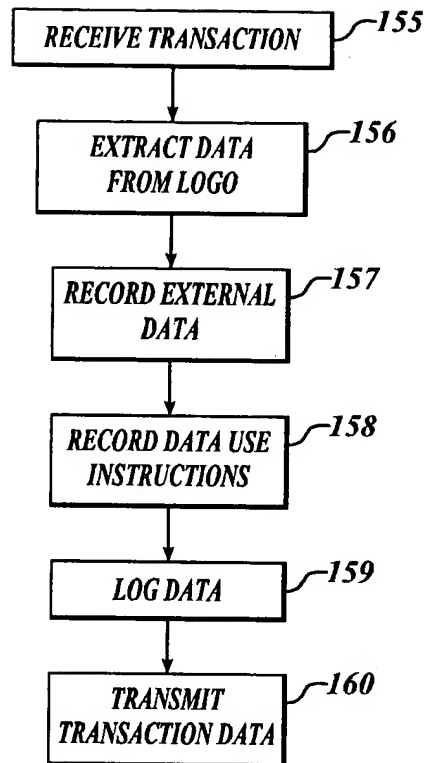 RECEIVE TRANSACTION
155
EXTRACT DATA
FROM LOGO
156
RECORD EXTERNAL
DATA
157
RECORD DATA USE
INSTRUCTIONS
158
LOG DATA
159
TRANSMIT
TRANSACTION DATA
160